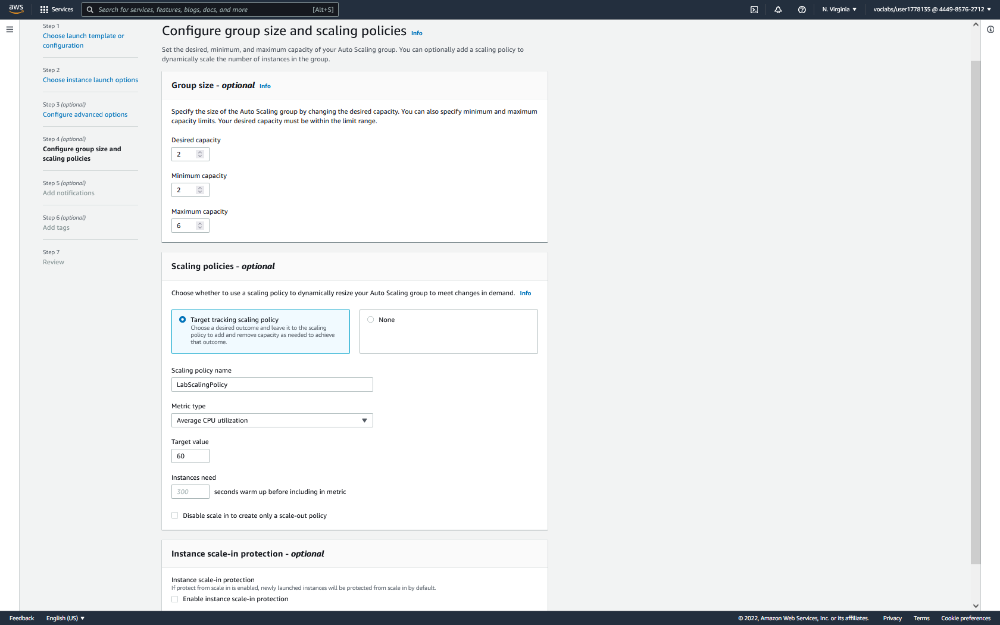 aws
Services
Search for services, features, blogs, docs, and more
[Alt+S]
N. Virginia
voclabs/user1778135 @ 4449-8576-2712
Step 1
Choose launch template or
configuration
Step 2
Choose instance launch options
Step 3 (optional)
Configure advanced options
Step 4 (optional)
Configure group size and
scaling policies
Step 5 (optional)
Add notifications
Step 6 (optional)
Add tags
Step 7
Review
Configure group size and scaling policies Info
Set the desired, minimum, and maximum capacity of your Auto Scaling group. You can optionally add a scaling policy to
dynamically scale the number of instances in the group.
Group size - optional Info
Specify the size of the Auto Scaling group by changing the desired capacity. You can also specify minimum and maximum
capacity limits. Your desired capacity must be within the limit range.
Desired capacity
2
Minimum capacity
2
Maximum capacity
6
Scaling policies - optional
Choose whether to use a scaling policy to dynamically resize your Auto Scaling group to meet changes in demand. Info
Target tracking scaling policy
Choose a desired outcome and leave it to the scaling
policy to add and remove capacity as needed to achieve
that outcome.
None
Scaling policy name
LabScalingPolicy
Metric type
Average CPU utilization
Target value
60
Instances need
300 seconds warm up before including in metric
Disable scale in to create only a scale-out policy
Instance scale-in protection - optional
Instance scale-in protection
If protect from scale in is enabled, newly launched instances will be protected from scale in by default.
Enable instance scale-in protection
Feedback
English (US)
© 2022, Amazon Web Services, Inc. or its affiliates.
Privacy
Terms
Cookie preferences